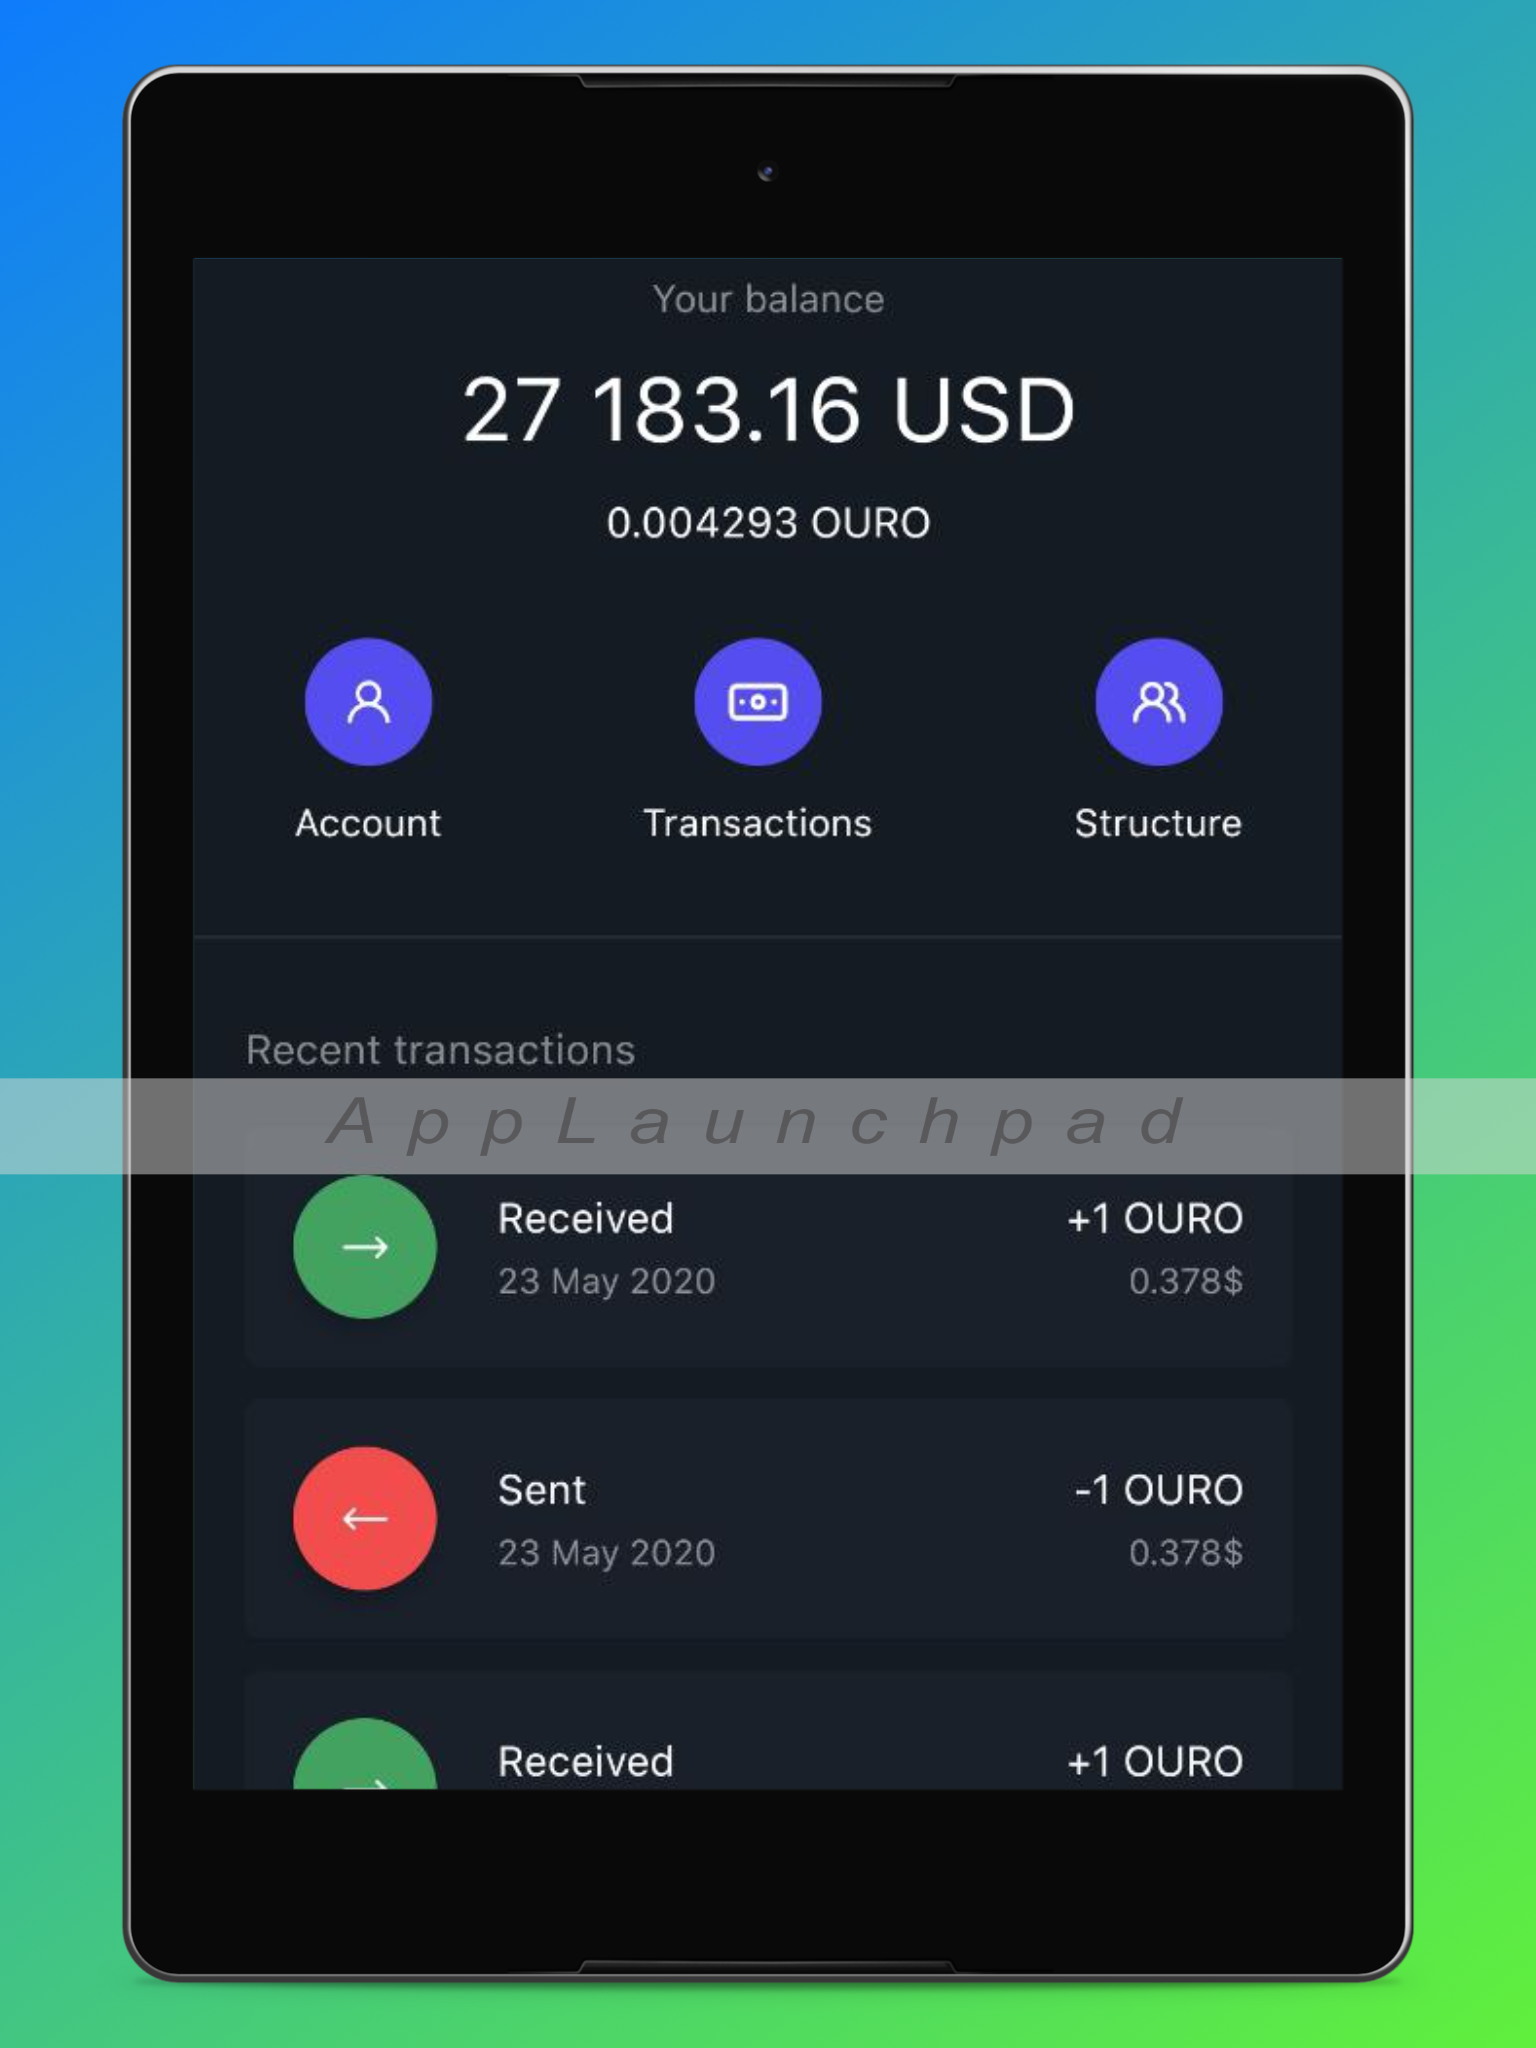 Your balance
27 183.16 USD
0.004293 OURO
Account Transactions Structure
Recent transactions
AppLaunchpad
Received +1 OURO
23 May 2020 0.378$
Sent -1 OURO
23 May 2020 0.378$
Received +1 OURO